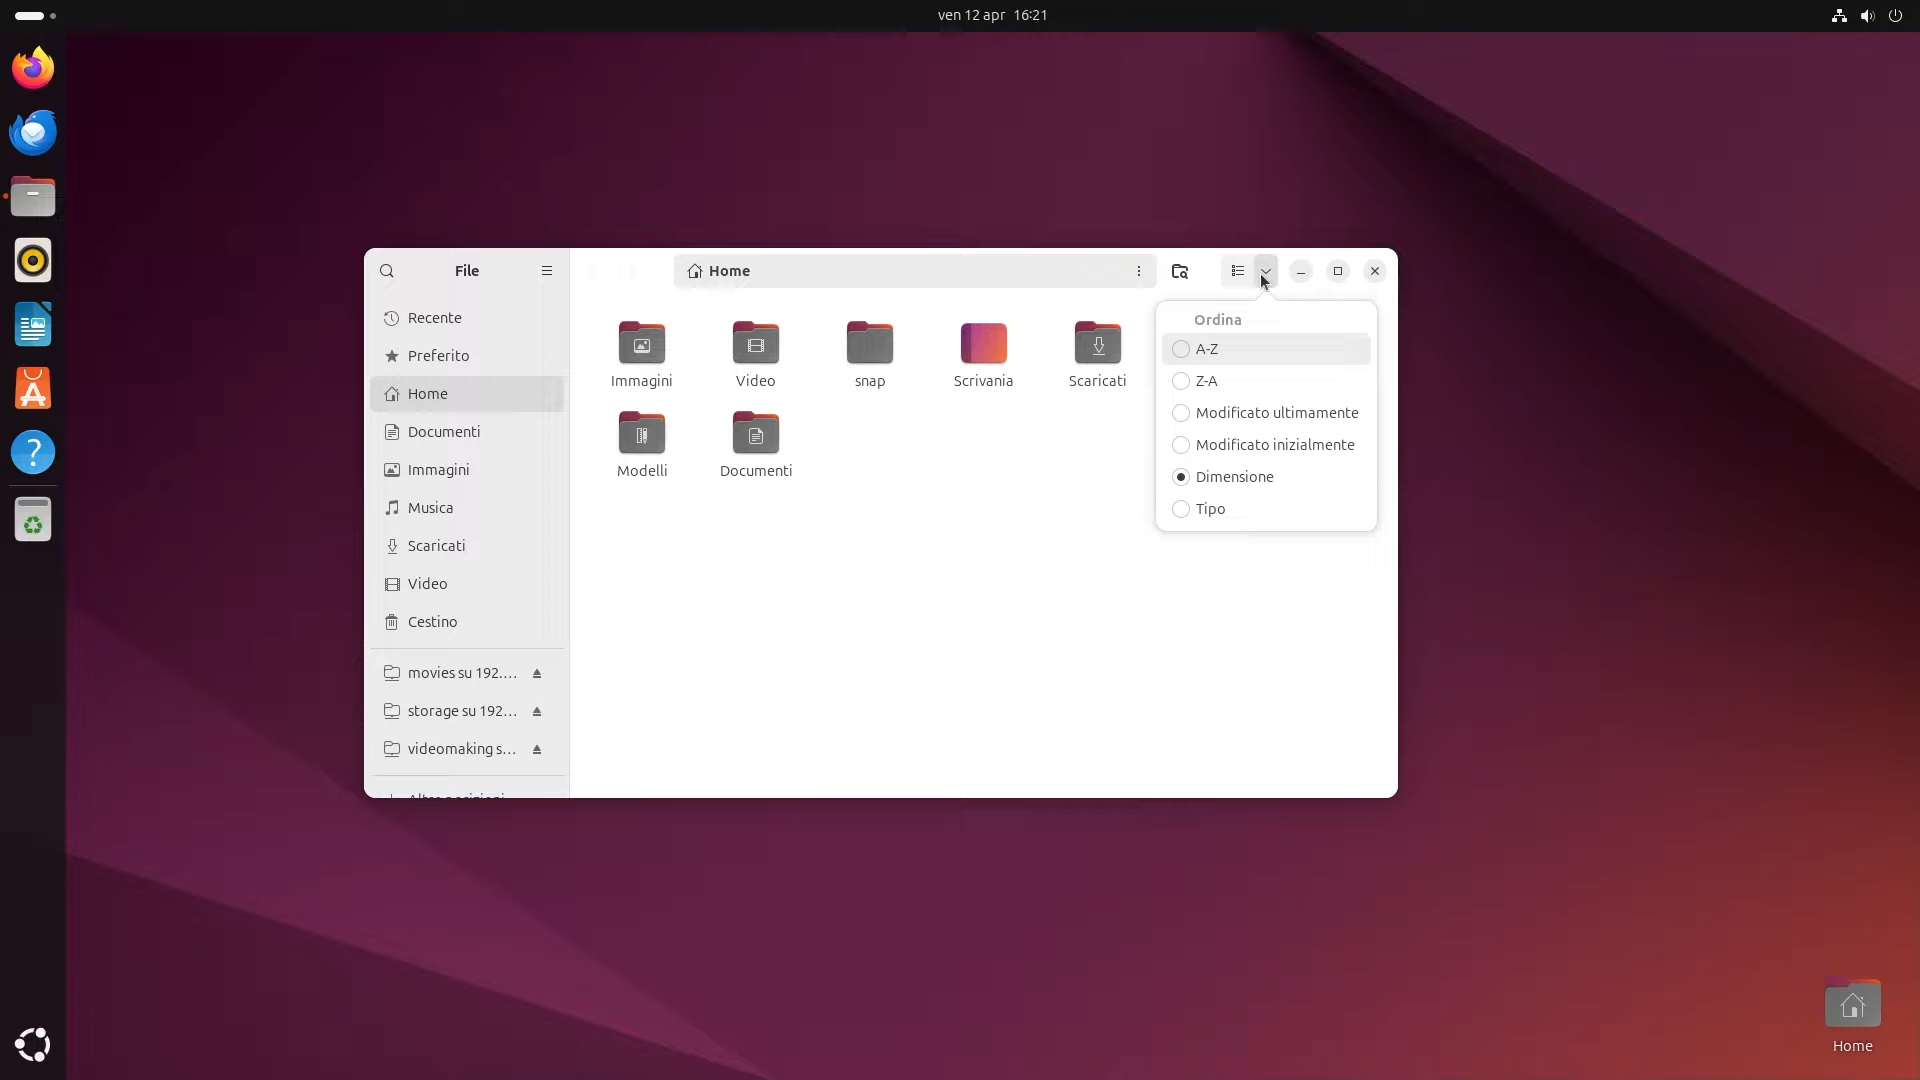 ven 12 apr 16:21
File
Home
Recente
Preferito
Home
Documenti
Immagini
Musica
Scaricati
Video
Cestino
movies su 192....
storage su 192...
videomaking s...
Immagini
Video
snap
Scrivania
Scaricati
Modelli
Documenti
Ordina
A-Z
Z-A
Modificato ultimamente
Modificato inizialmente
Dimensione
Tipo
Home